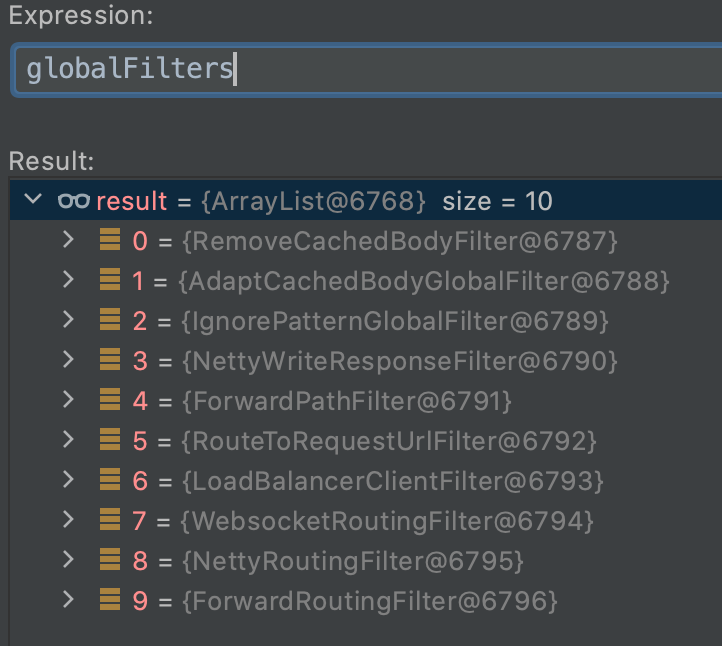 Expression:
globalFilters
Result:
result = {ArrayList@6768} size = 10
0 = {RemoveCachedBodyFilter@6787}
1 = {AdaptCachedBodyGlobalFilter@6788}
2 = {IgnorePatternGlobalFilter@6789}
3 = {NettyWriteResponseFilter@6790}
4 = {ForwardPathFilter@6791}
5 = {RouteToRequestUrlFilter@6792}
6 = {LoadBalancerClientFilter@6793}
7 = {WebsocketRoutingFilter@6794}
8 = {NettyRoutingFilter@6795}
9 = {ForwardRoutingFilter@6796}